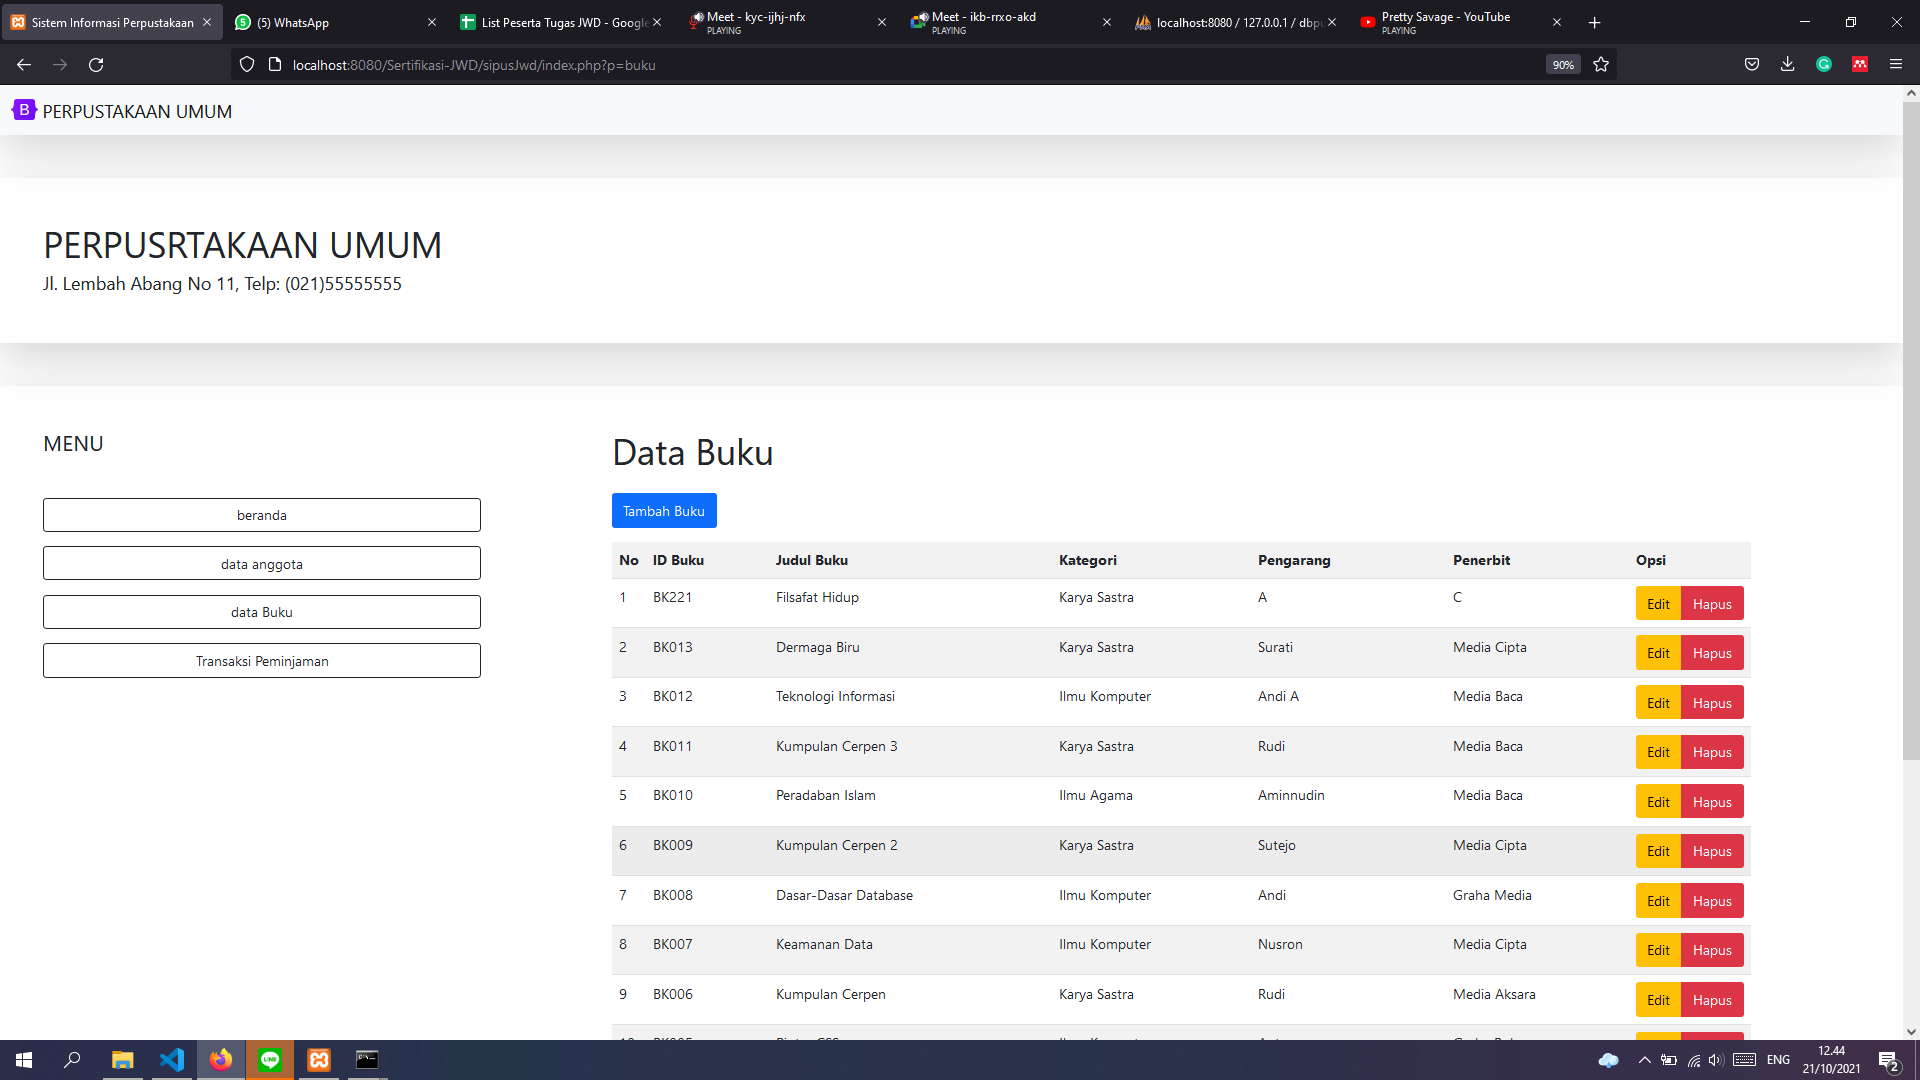 Sistem Informasi Perpustakaan
(5) WhatsApp
List Peserta Tugas JWD - Google
Meet - kyc-ijhj-nfx
PLAYING
Meet - ikb-rrxo-akd
PLAYING
localhost:8080 / 127.0.0.1 / dbpu
Pretty Savage - YouTube
PLAYING
localhost:8080/Sertifikasi-JWD/sipusJwd/index.php?p=buku
90%
B PERPUSTAKAAN UMUM
PERPUSRTAKAAN UMUM
Jl. Lembah Abang No 11, Telp: (021)55555555
MENU
beranda
data anggota
data Buku
Transaksi Peminjaman
Data Buku
Tambah Buku
No ID Buku Judul Buku Kategori Pengarang Penerbit Opsi
1 BK221 Filsafat Hidup Karya Sastra A C Edit Hapus
2 BK013 Dermaga Biru Karya Sastra Surati Media Cipta Edit Hapus
3 BK012 Teknologi Informasi Ilmu Komputer Andi A Media Baca Edit Hapus
4 BK011 Kumpulan Cerpen 3 Karya Sastra Rudi Media Baca Edit Hapus
5 BK010 Peradaban Islam Ilmu Agama Aminnudin Media Baca Edit Hapus
6 BK009 Kumpulan Cerpen 2 Karya Sastra Sutejo Media Cipta Edit Hapus
7 BK008 Dasar-Dasar Database Ilmu Komputer Andi Graha Media Edit Hapus
8 BK007 Keamanan Data Ilmu Komputer Nusron Media Cipta Edit Hapus
9 BK006 Kumpulan Cerpen Karya Sastra Rudi Media Aksara Edit Hapus
ENG
12.44
21/10/2021
2